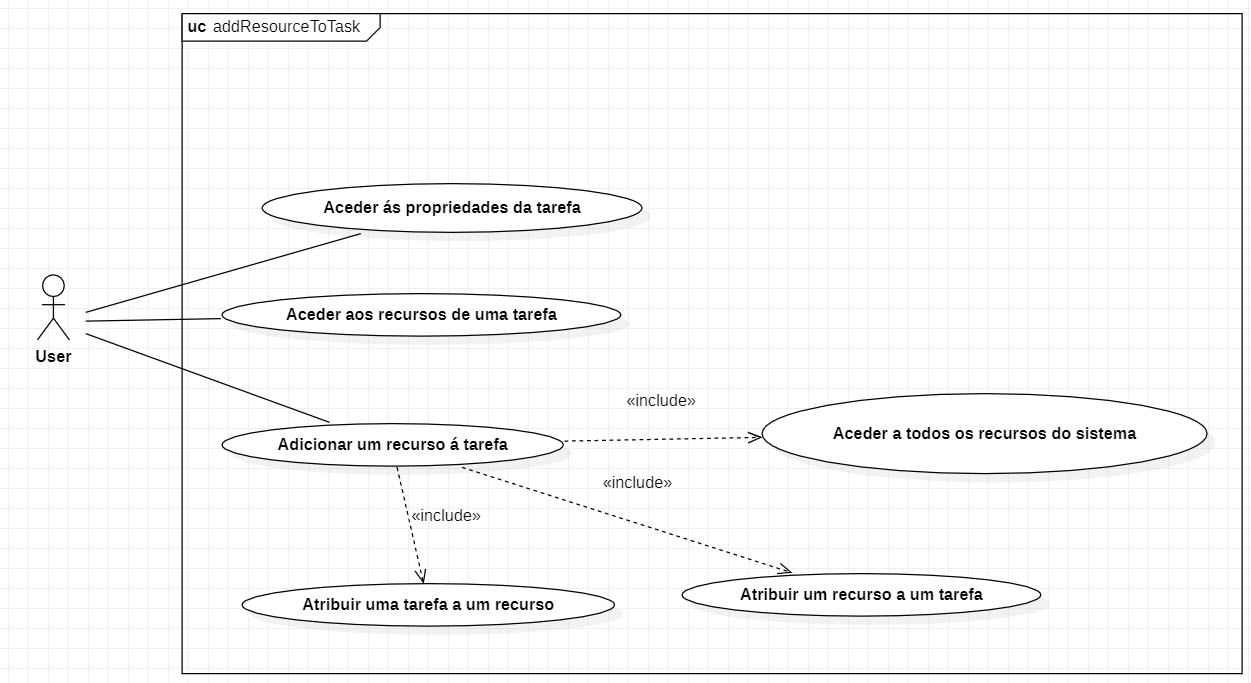 uc addResourceToTask
Aceder ás propriedades da tarefa
Aceder aos recursos de uma tarefa
User
«include»
Aceder a todos os recursos do sistema
Adicionar um recurso á tarefa
«include»
«include»
Atribuir um recurso a um tarefa
Atribuir uma tarefa a um recurso